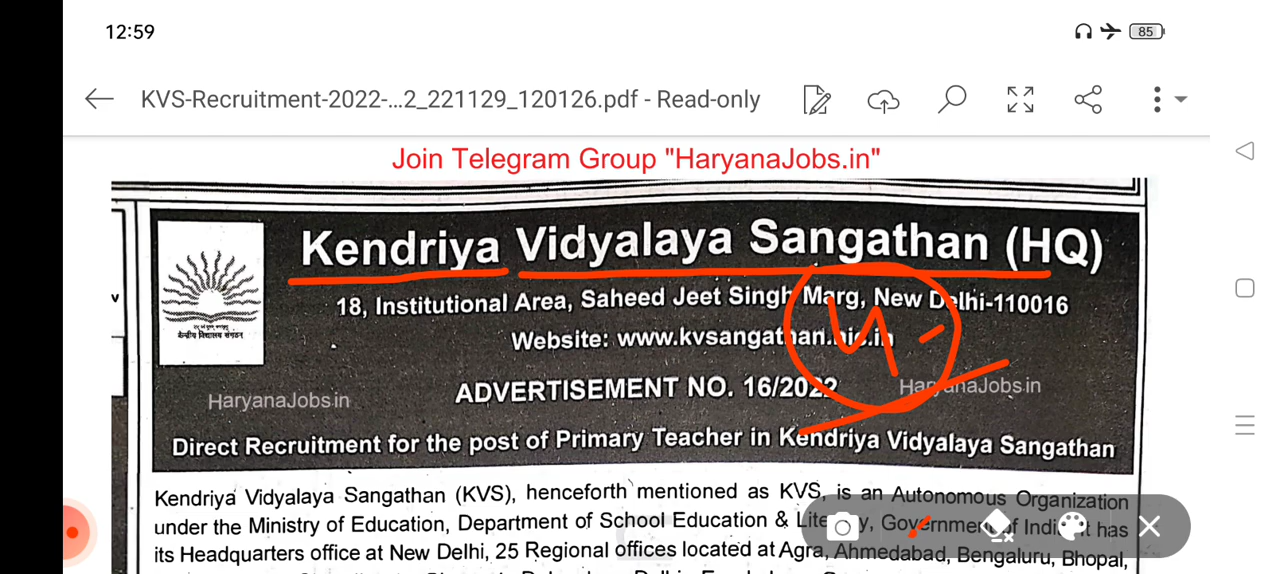 12:59
85
KVS-Recruitment-2022-...2_221129_120126.pdf - Read-only
Join Telegram Group "HaryanaJobs.in"
Kendriya Vidyalaya Sangathan (HQ)
18, Institutional Area, Saheed Jeet Singh Marg, New Delhi-110016
Website: www.kvsangathan.nic.in
केन्द्रीय विद्यालय संगठन
ADVERTISEMENT NO. 16/2022
HaryanaJobs.in
HaryanaJobs.in
Direct Recruitment for the post of Primary Teacher in Kendriya Vidyalaya Sangathan
Kendriya Vidyalaya Sangathan (KVS), henceforth mentioned as KVS, is an Autonomous Organization
under the Ministry of Education, Department of School Education & Government of has
its Headquarters office at New Delhi, 25 Regional offices located at Agra, Ahmedabad, Bengaluru, Bhopal,